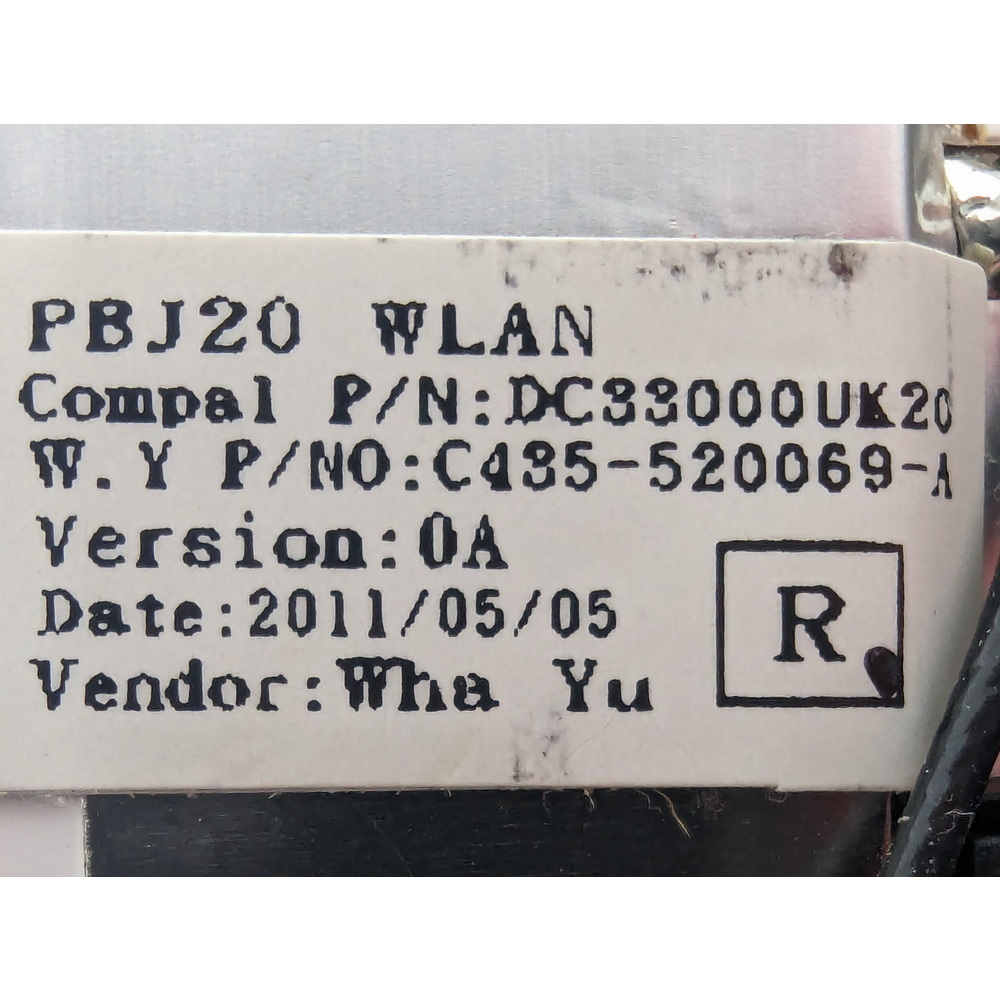 PBJ20 WLAN
Compal P/N:DC33000UK20
W.Y P/NO:C435-520069-A
Version:0A
Date:2011/05/05
Vendor:Wha Yu
R